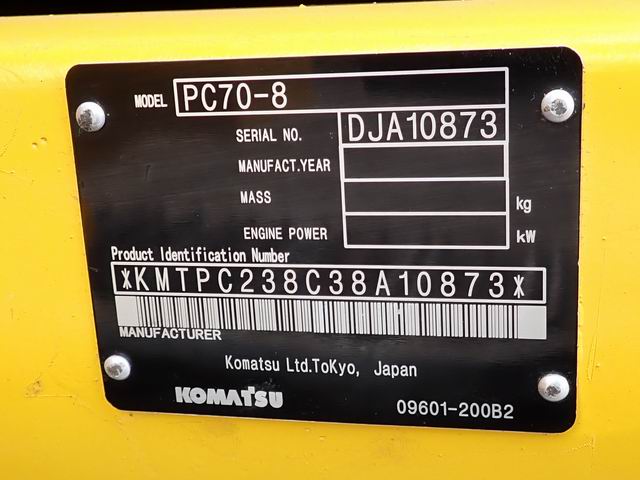 MODEL PC70-8
SERIAL NO. DJA10873
MANUFACT.YEAR
MASS kg
ENGINE POWER kW
Product Identification Number
*KMTPC238C38A10873*
MANUFACTURER
Komatsu Ltd.ToKyo, Japan
KOMATSU 09601-200B2